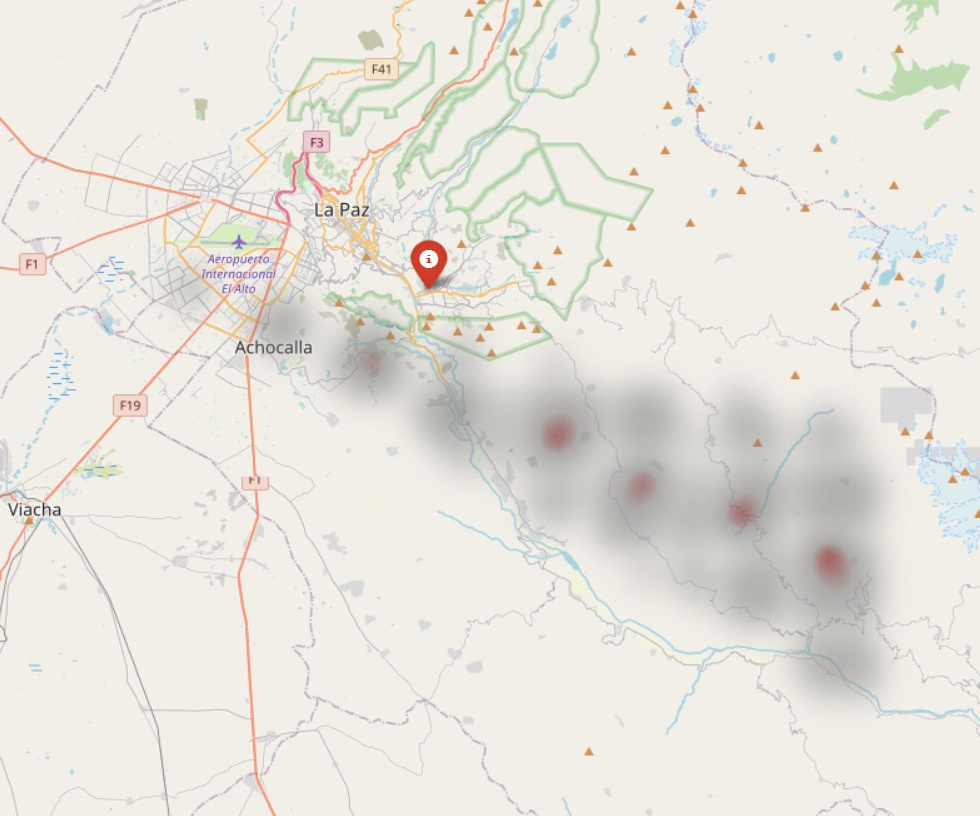 F41
F3
La Paz
F1
Aeropuerto
Internacional
El Alto
Achocalla
F19
F1
Viacha